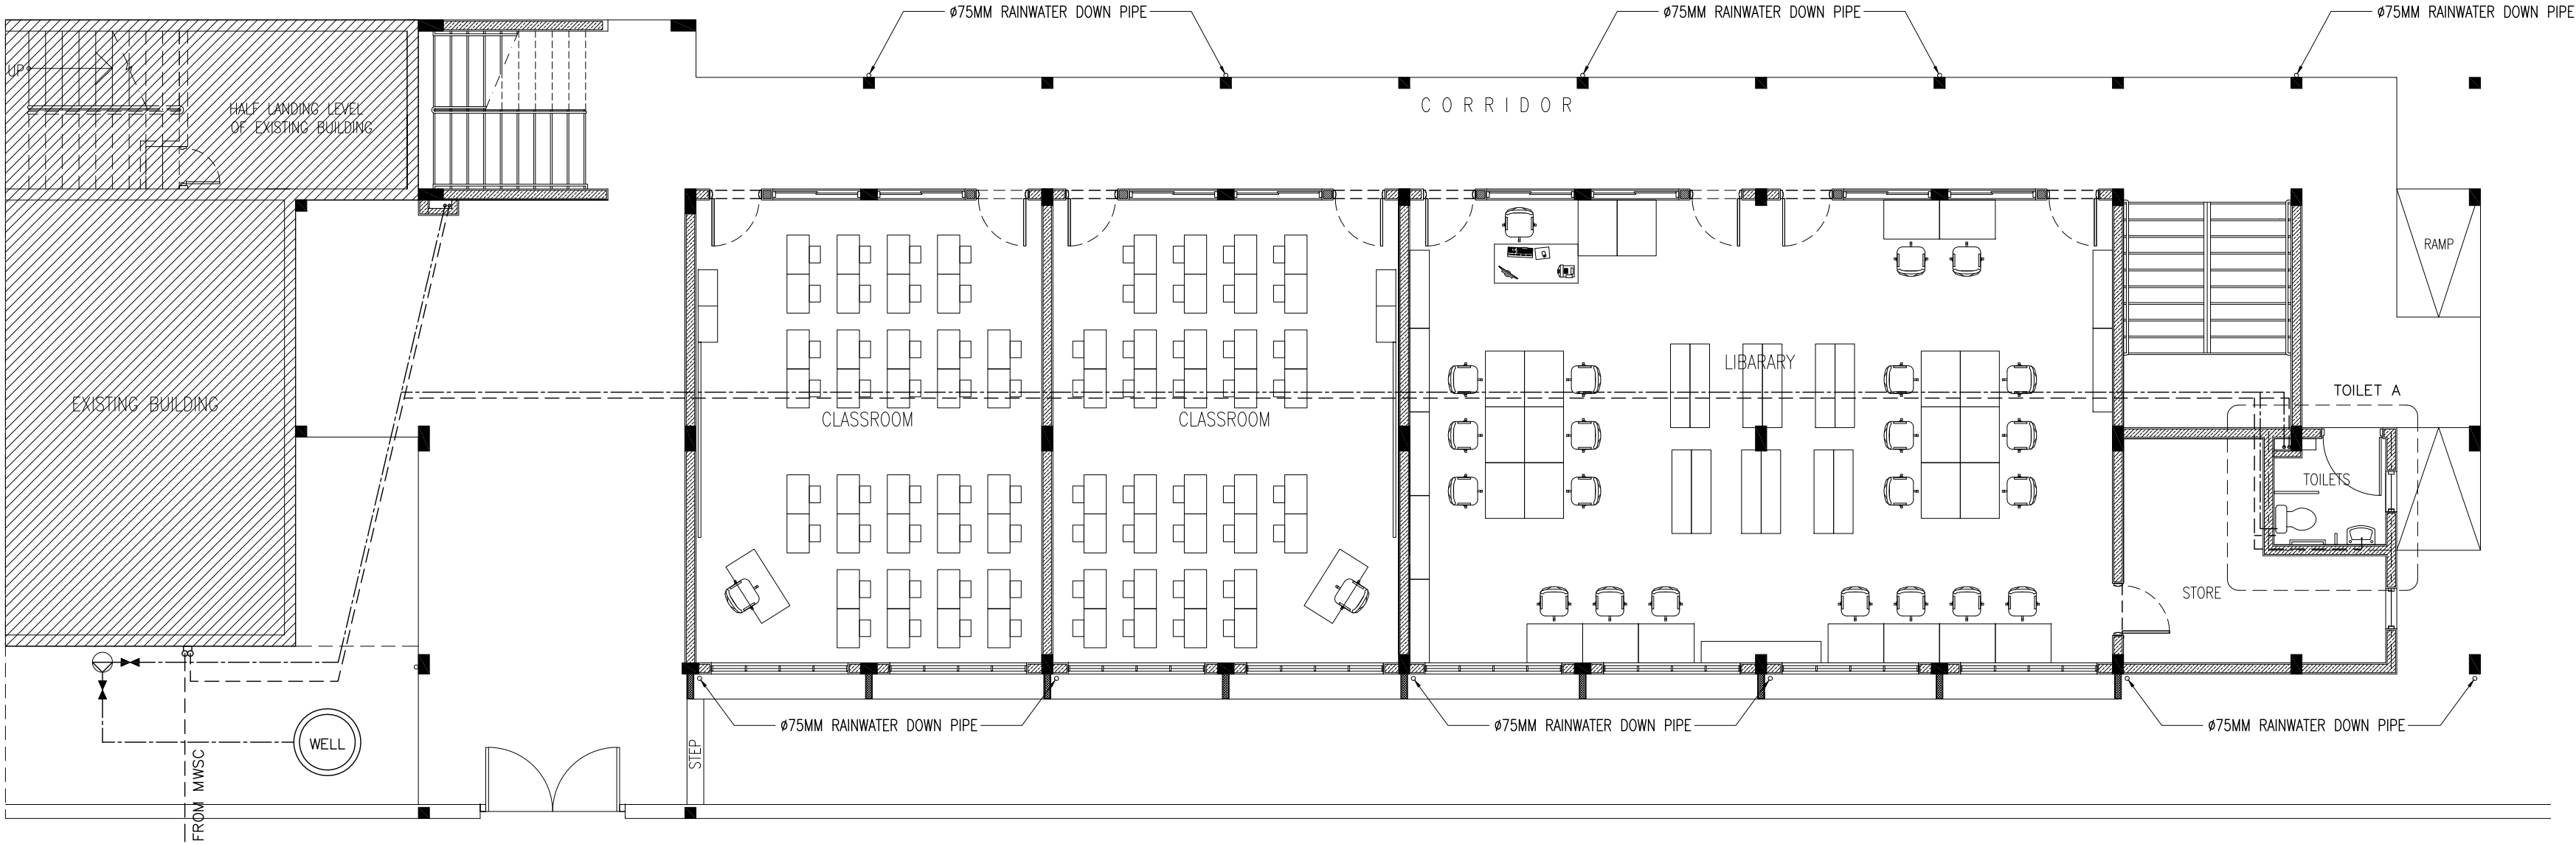 ø75MM RAINWATER DOWN PIPE
ø75MM RAINWATER DOWN PIPE
ø75MM RAINWATER DOWN PIPE
UP
HALF LANDING LEVEL
OF EXISTING BUILDING
CORRIDOR
RAMP
EXISTING BUILDING
CLASSROOM
CLASSROOM
LIBARARY
TOILET A
TOILETS
STORE
WELL
FROM MWSC
STEP
ø75MM RAINWATER DOWN PIPE
ø75MM RAINWATER DOWN PIPE
ø75MM RAINWATER DOWN PIPE